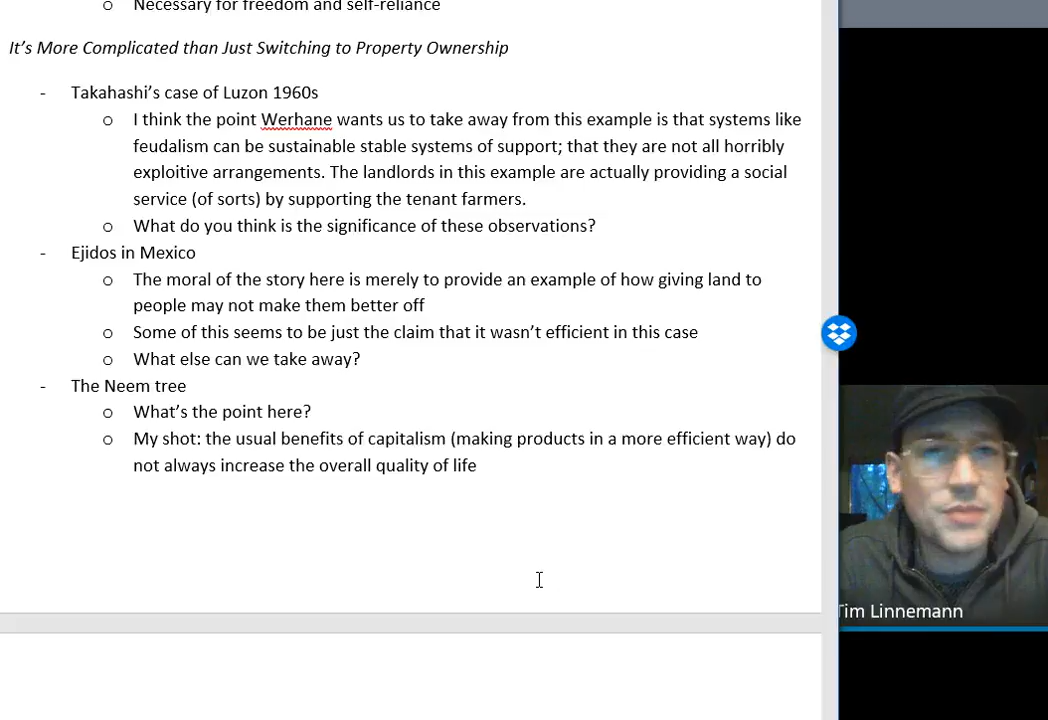 o Necessary for freedom and self-reliance
It's More Complicated than Just Switching to Property Ownership
- Takahashi's case of Luzon 1960s
o I think the point Werhane wants us to take away from this example is that systems like
feudalism can be sustainable stable systems of support; that they are not all horribly
exploitive arrangements. The landlords in this example are actually providing a social
service (of sorts) by supporting the tenant farmers.
o What do you think is the significance of these observations?
- Ejidos in Mexico
o The moral of the story here is merely to provide an example of how giving land to
people may not make them better off
o Some of this seems to be just the claim that it wasn't efficient in this case
o What else can we take away?
- The Neem tree
o What's the point here?
o My shot: the usual benefits of capitalism (making products in a more efficient way) do
not always increase the overall quality of life
Tim Linnemann